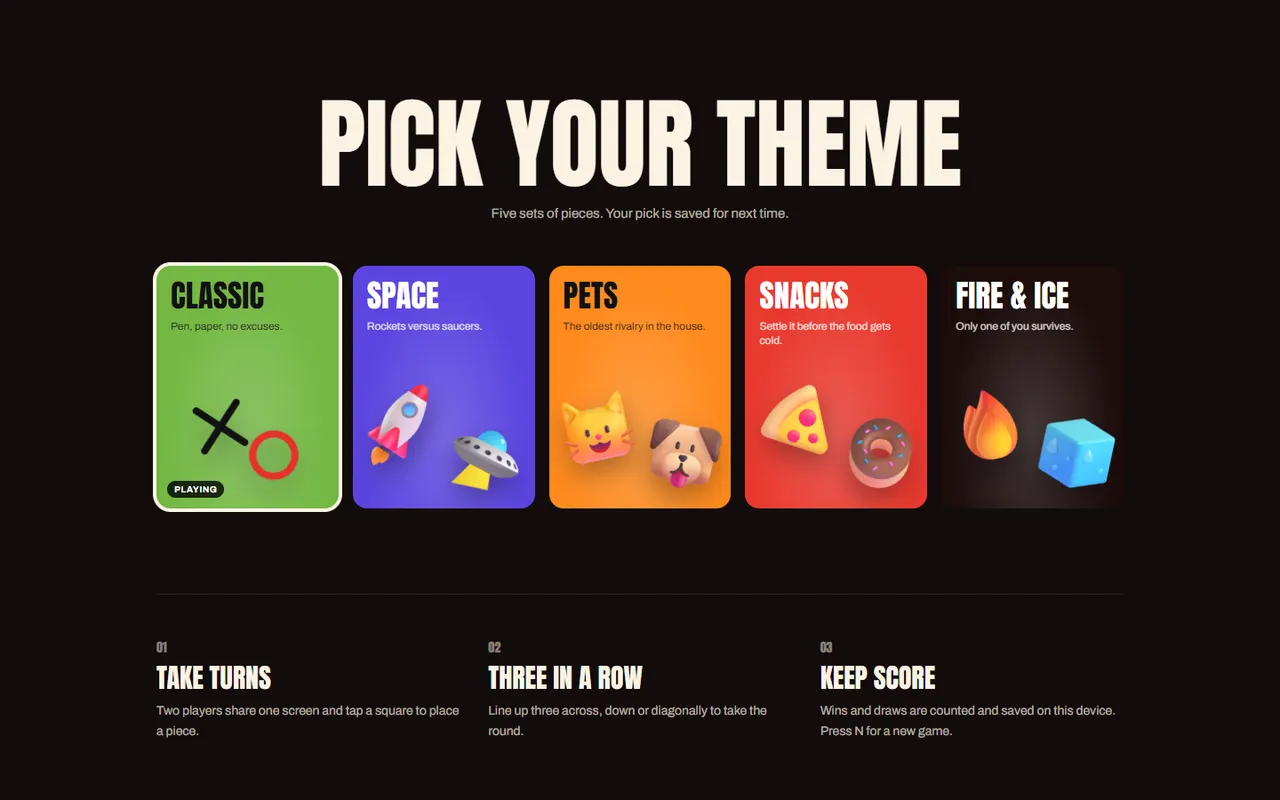 PICK YOUR THEME
Five sets of pieces. Your pick is saved for next time.
CLASSIC
Pen, paper, no excuses.
PLAYING
SPACE
Rockets versus saucers.
PETS
The oldest rivalry in the house.
SNACKS
Settle it before the food gets
cold.
FIRE & ICE
Only one of you survives.
01
TAKE TURNS
Two players share one screen and tap a square to place
a piece.
02
THREE IN A ROW
Line up three across, down or diagonally to take the
round.
03
KEEP SCORE
Wins and draws are counted and saved on this device.
Press N for a new game.